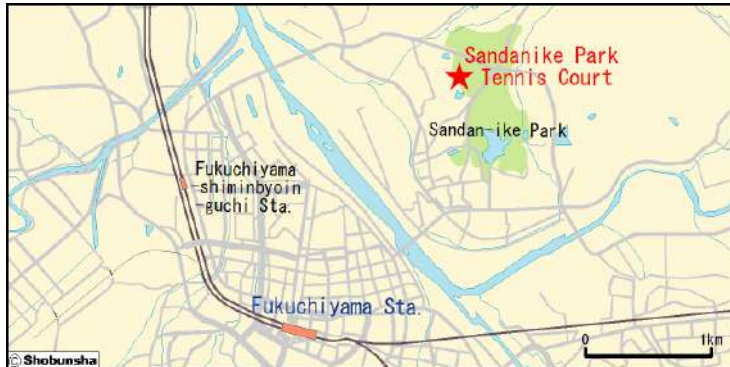 Sandanike Park
Tennis Court
Sandan-ike Park
Fukuchiyama
-shiminbyoin
-guchi Sta.
Fukuchiyama Sta.
0 1km
© Shobunsha